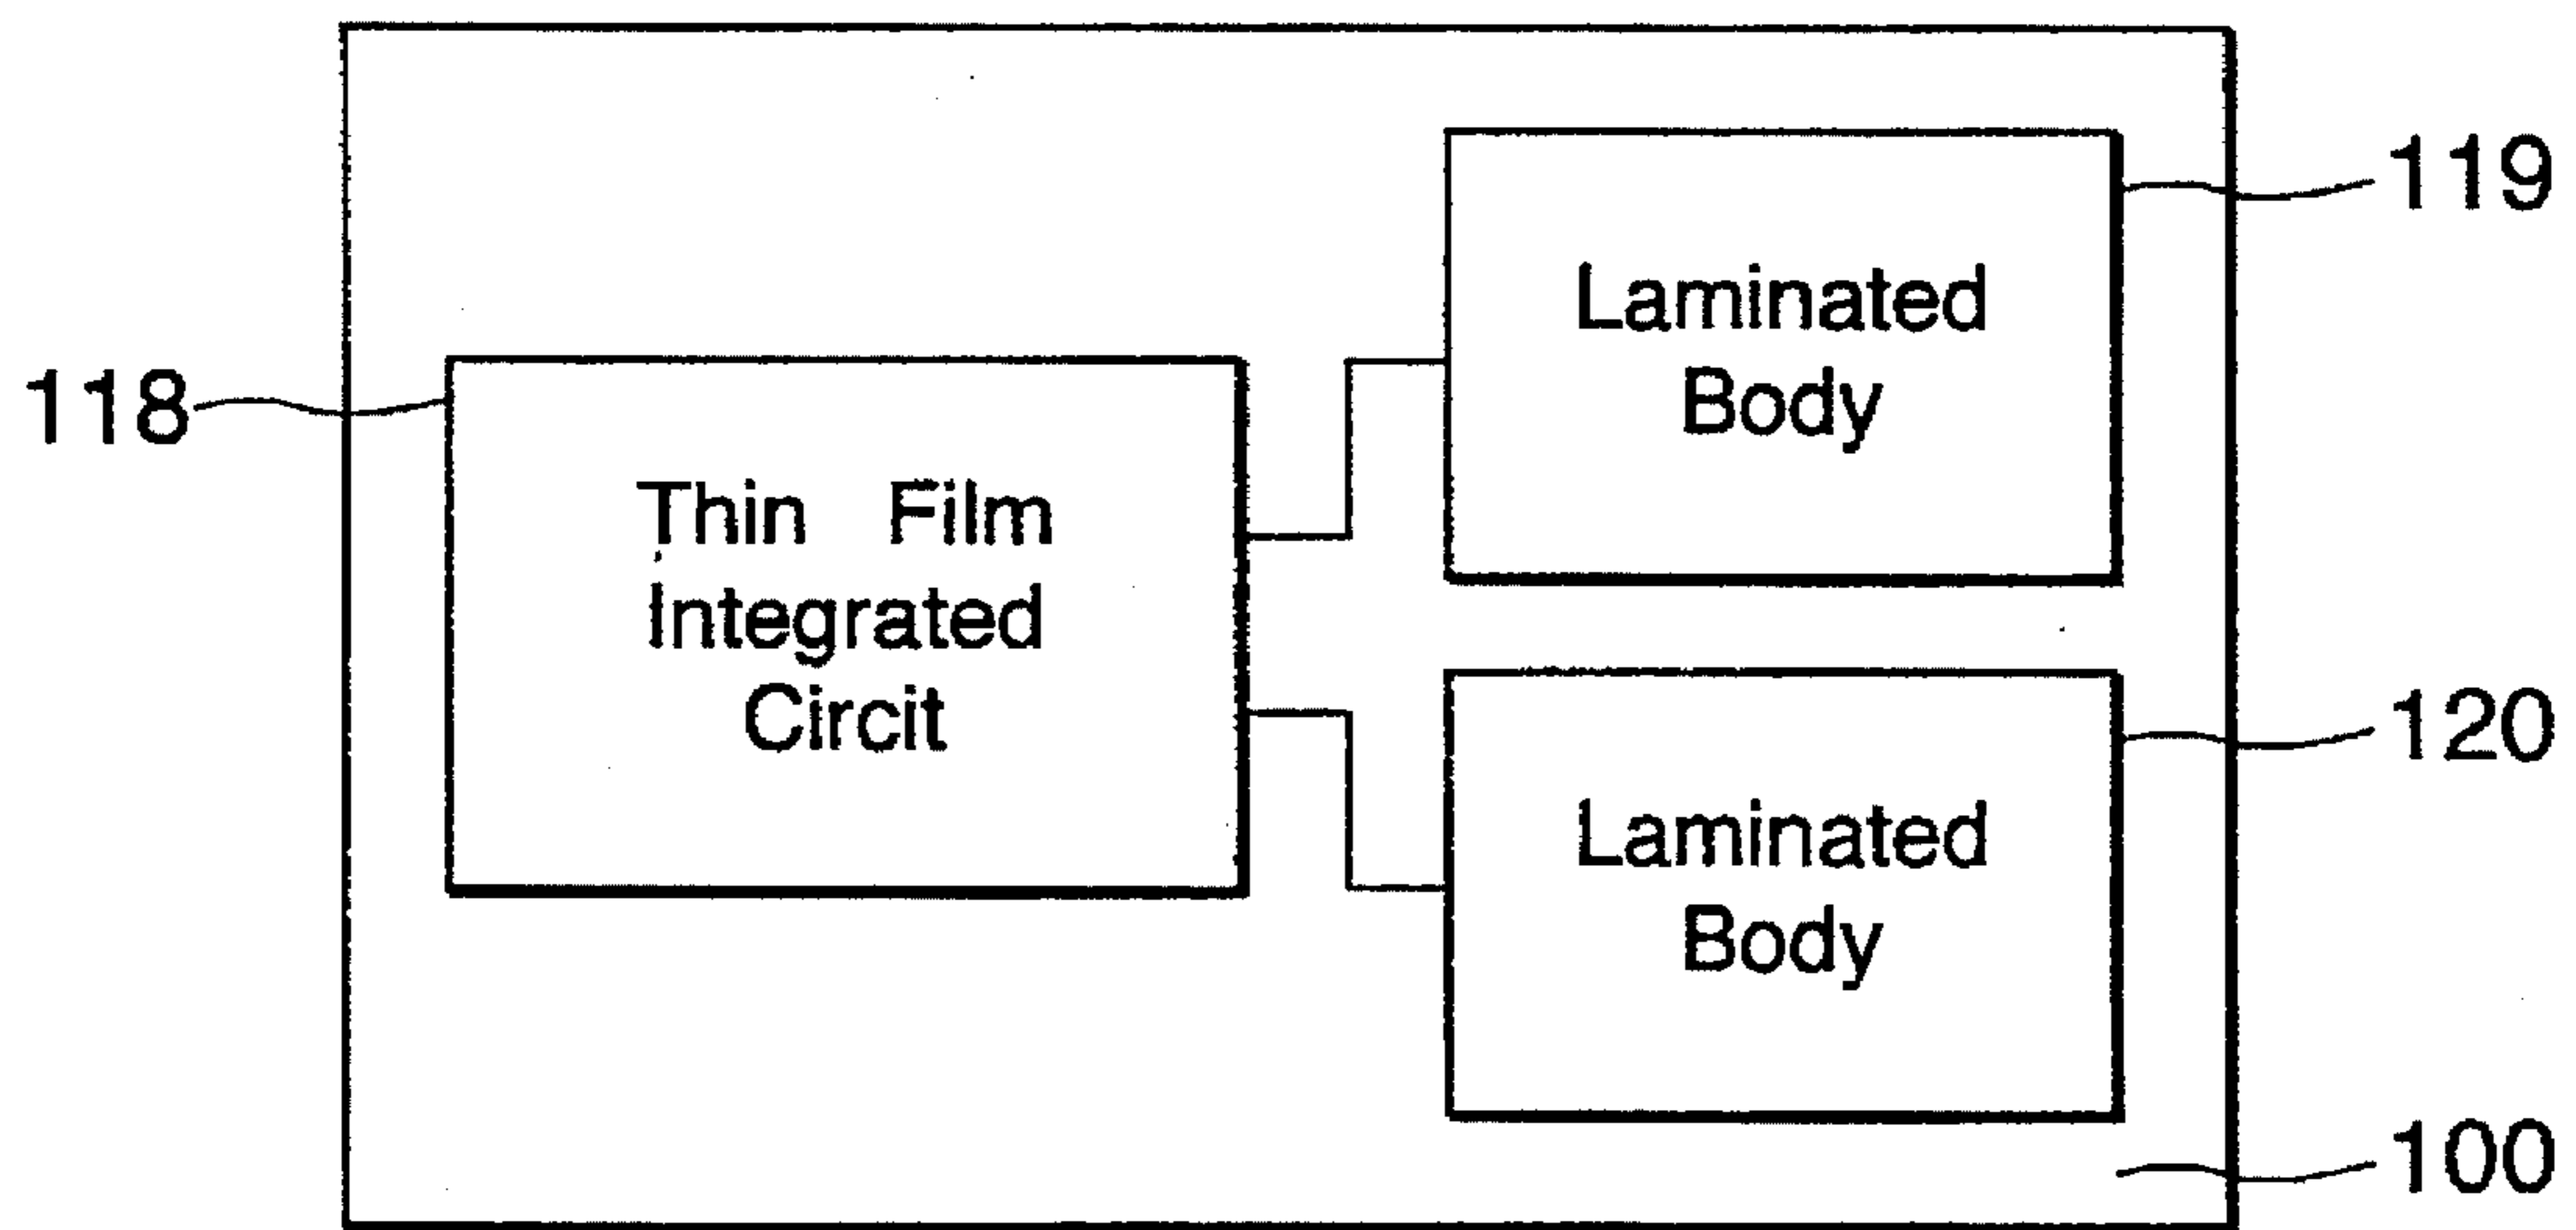 119
Laminated
Body
118
Thin Film
Integrated
Circit
120
Laminated
Body
100